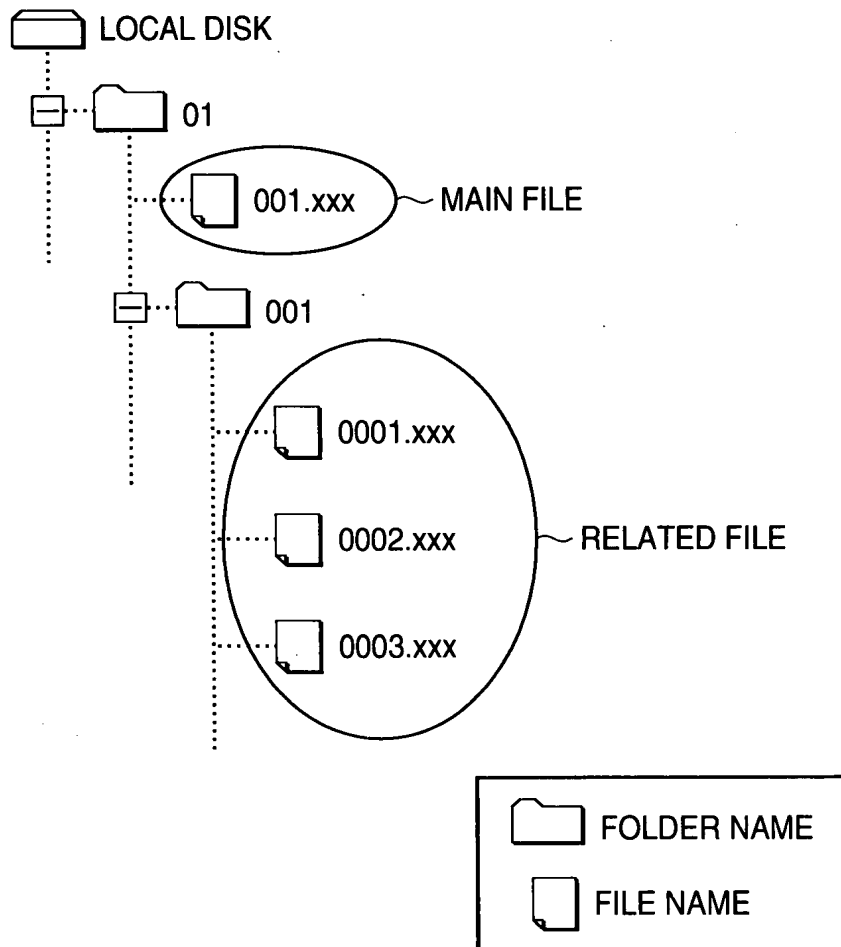 LOCAL DISK
01
001.xxx
MAIN FILE
001
0001.xxx
0002.xxx
RELATED FILE
0003.xxx
FOLDER NAME
FILE NAME